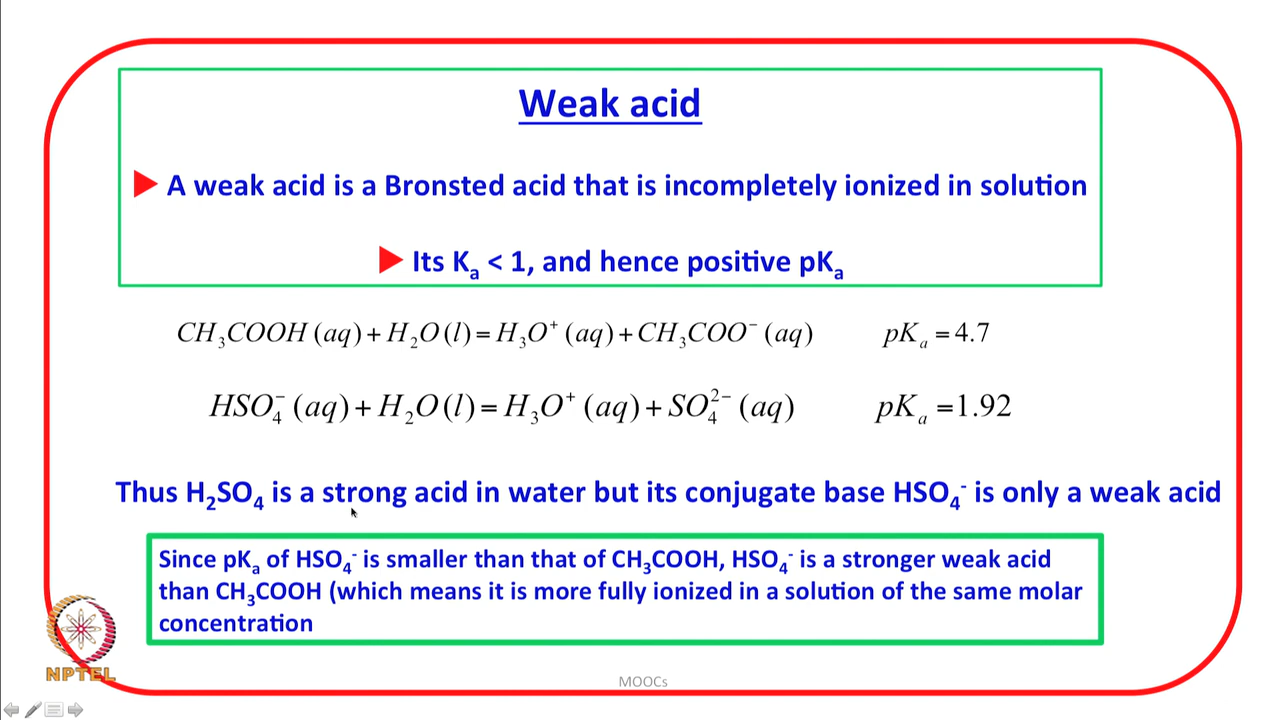 Weak acid
▶ A weak acid is a Bronsted acid that is incompletely ionized in solution
▶ Its Kₐ < 1, and hence positive pKₐ
CH₃COOH (aq) + H₂O (l) = H₃O⁺ (aq) + CH₃COO⁻ (aq) pKₐ = 4.7
HSO₄⁻ (aq) + H₂O (l) = H₃O⁺ (aq) + SO₄²⁻ (aq) pKₐ =1.92
Thus H₂SO₄ is a strong acid in water but its conjugate base HSO₄⁻ is only a weak acid
Since pKₐ of HSO₄⁻ is smaller than that of CH₃COOH, HSO₄⁻ is a stronger weak acid
than CH₃COOH (which means it is more fully ionized in a solution of the same molar
concentration
NPTEL
MOOCs